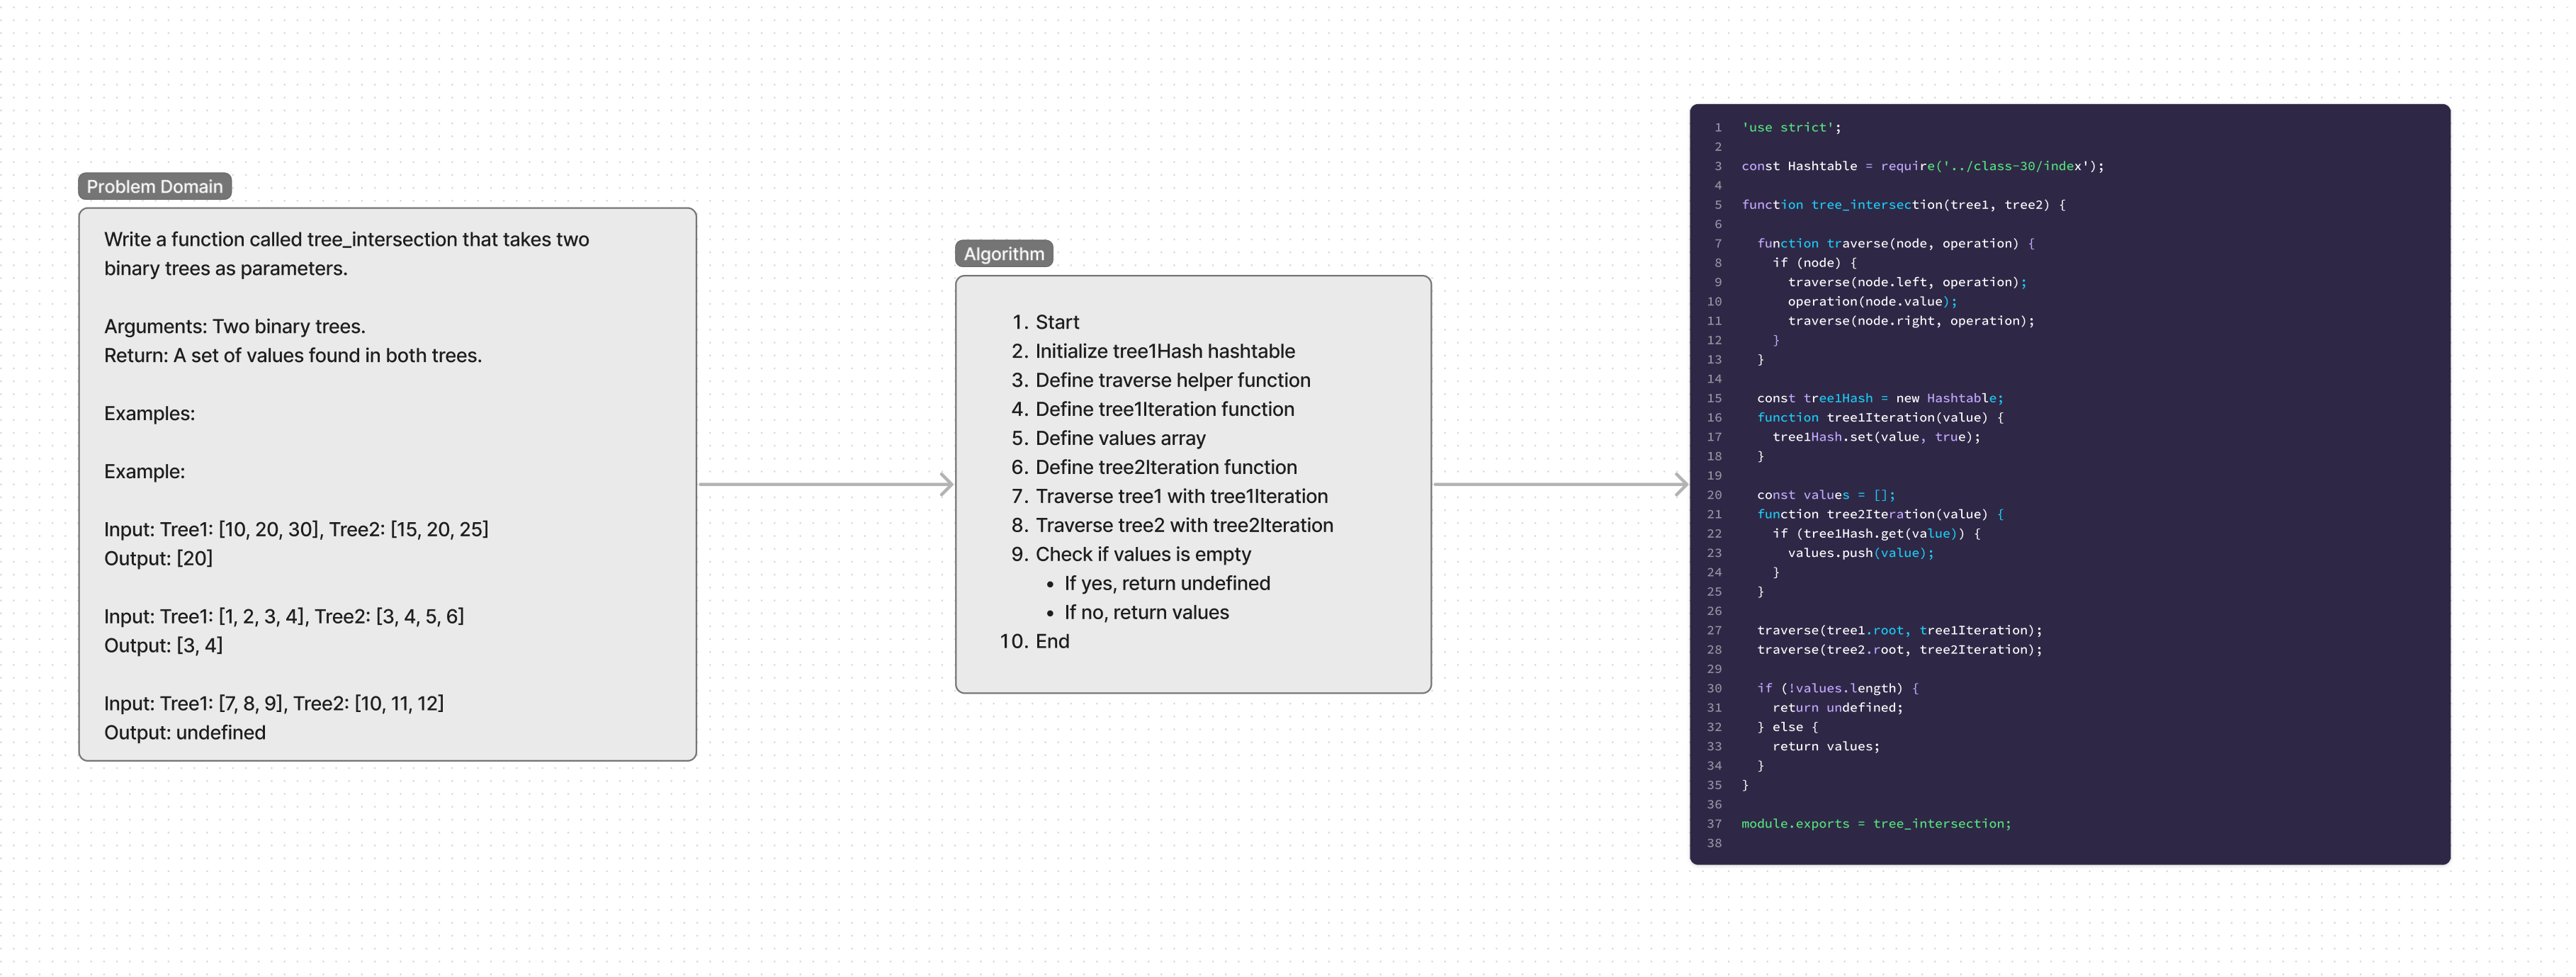 Problem Domain
Write a function called tree_intersection that takes two
binary trees as parameters.
Arguments: Two binary trees.
Return: A set of values found in both trees.
Examples:
Example:
Input: Tree1: [10, 20, 30], Tree2: [15, 20, 25]
Output: [20]
Input: Tree1: [1, 2, 3, 4], Tree2: [3, 4, 5, 6]
Output: [3, 4]
Input: Tree1: [7, 8, 9], Tree2: [10, 11, 12]
Output: undefined
Algorithm
1. Start
2. Initialize tree1Hash hashtable
3. Define traverse helper function
4. Define tree1Iteration function
5. Define values array
6. Define tree2Iteration function
7. Traverse tree1 with tree1Iteration
8. Traverse tree2 with tree2Iteration
9. Check if values is empty
• If yes, return undefined
• If no, return values
10. End
1 'use strict';
2
3 const Hashtable = require('../class-30/index');
4
5 function tree_intersection(tree1, tree2) {
6
7 function traverse(node, operation) {
8 if (node) {
9 traverse(node.left, operation);
10 operation(node.value);
11 traverse(node.right, operation);
12 }
13 }
14
15 const tree1Hash = new Hashtable;
16 function tree1Iteration(value) {
17 tree1Hash.set(value, true);
18 }
19
20 const values = [];
21 function tree2Iteration(value) {
22 if (tree1Hash.get(value)) {
23 values.push(value);
24 }
25 }
26
27 traverse(tree1.root, tree1Iteration);
28 traverse(tree2.root, tree2Iteration);
29
30 if (!values.length) {
31 return undefined;
32 } else {
33 return values;
34 }
35 }
36
37 module.exports = tree_intersection;
38